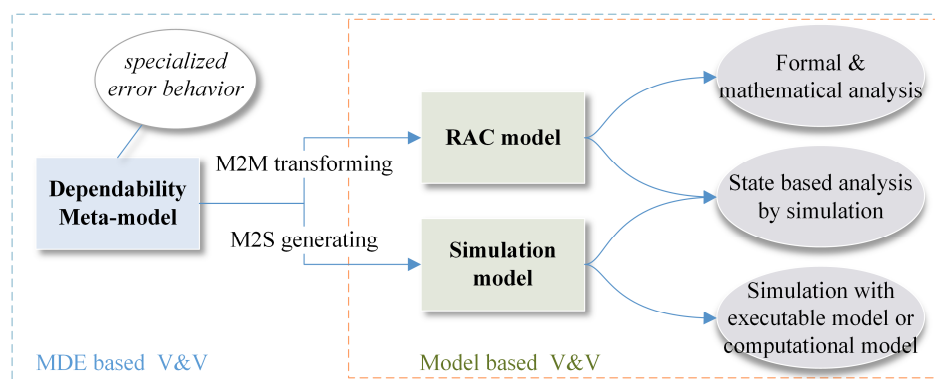 specialized
error behavior
Dependability
Meta-model
M2M transforming
M2S generating
RAC model
Simulation
model
Formal &
mathematical analysis
State based analysis
by simulation
Simulation with
executable model or
computational model
MDE based V&V
Model based V&V